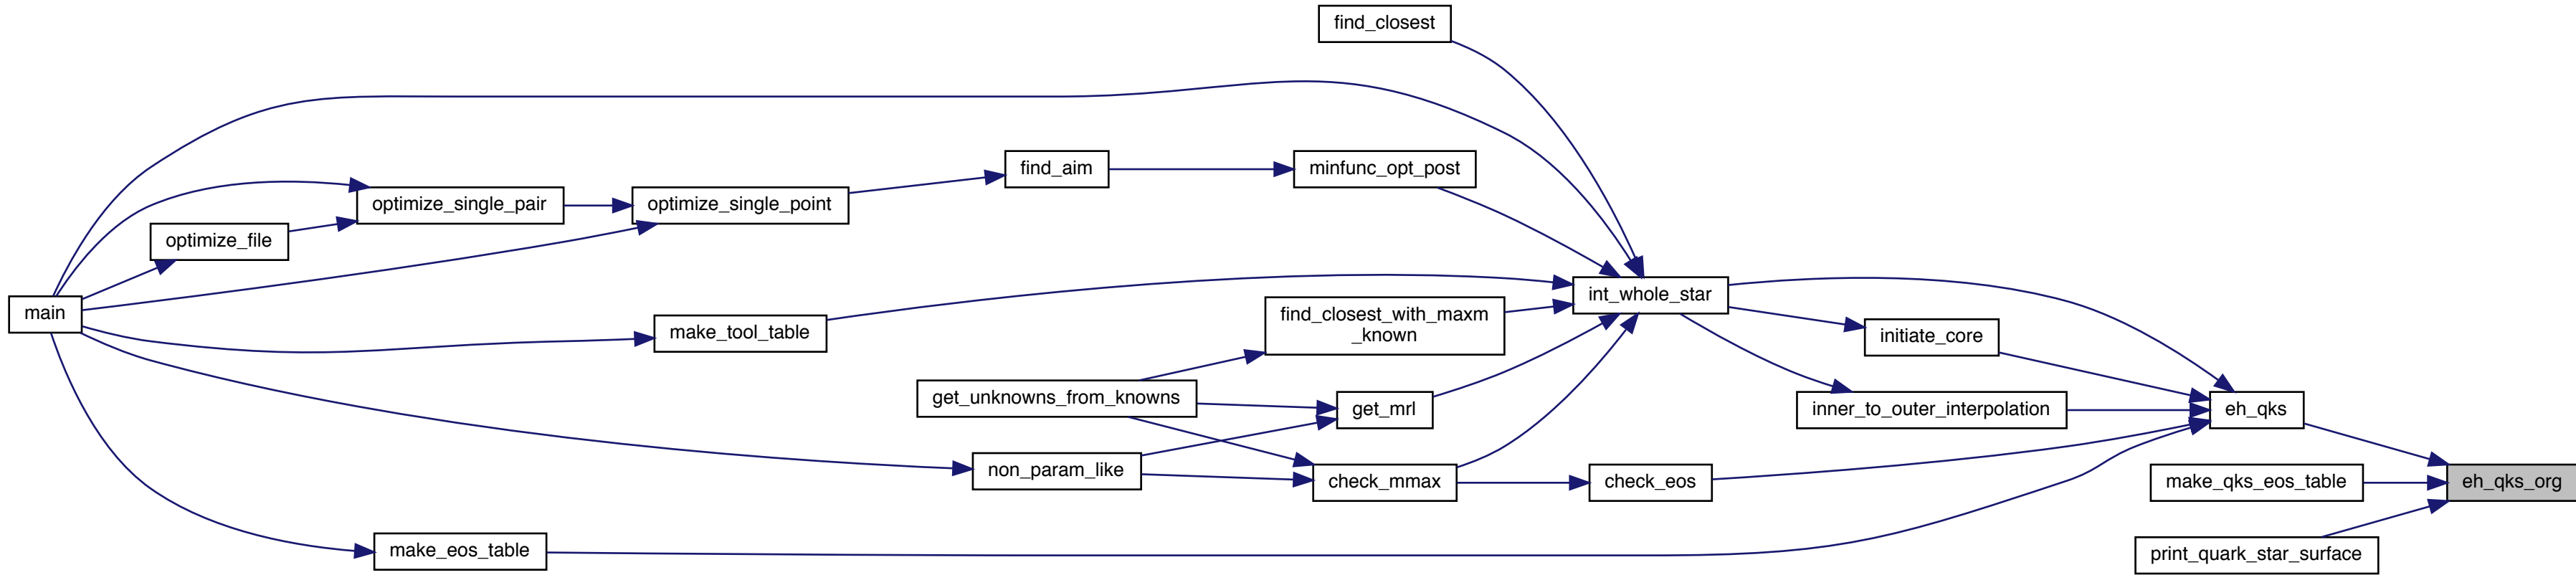 find_closest
find_aim
minfunc_opt_post
optimize_single_pair
optimize_single_point
optimize_file
main
int_whole_star
make_tool_table
find_closest_with_maxm
_known
initiate_core
get_unknowns_from_knowns
get_mrl
inner_to_outer_interpolation
eh_qks
non_param_like
check_mmax
check_eos
make_qks_eos_table
eh_qks_org
make_eos_table
print_quark_star_surface